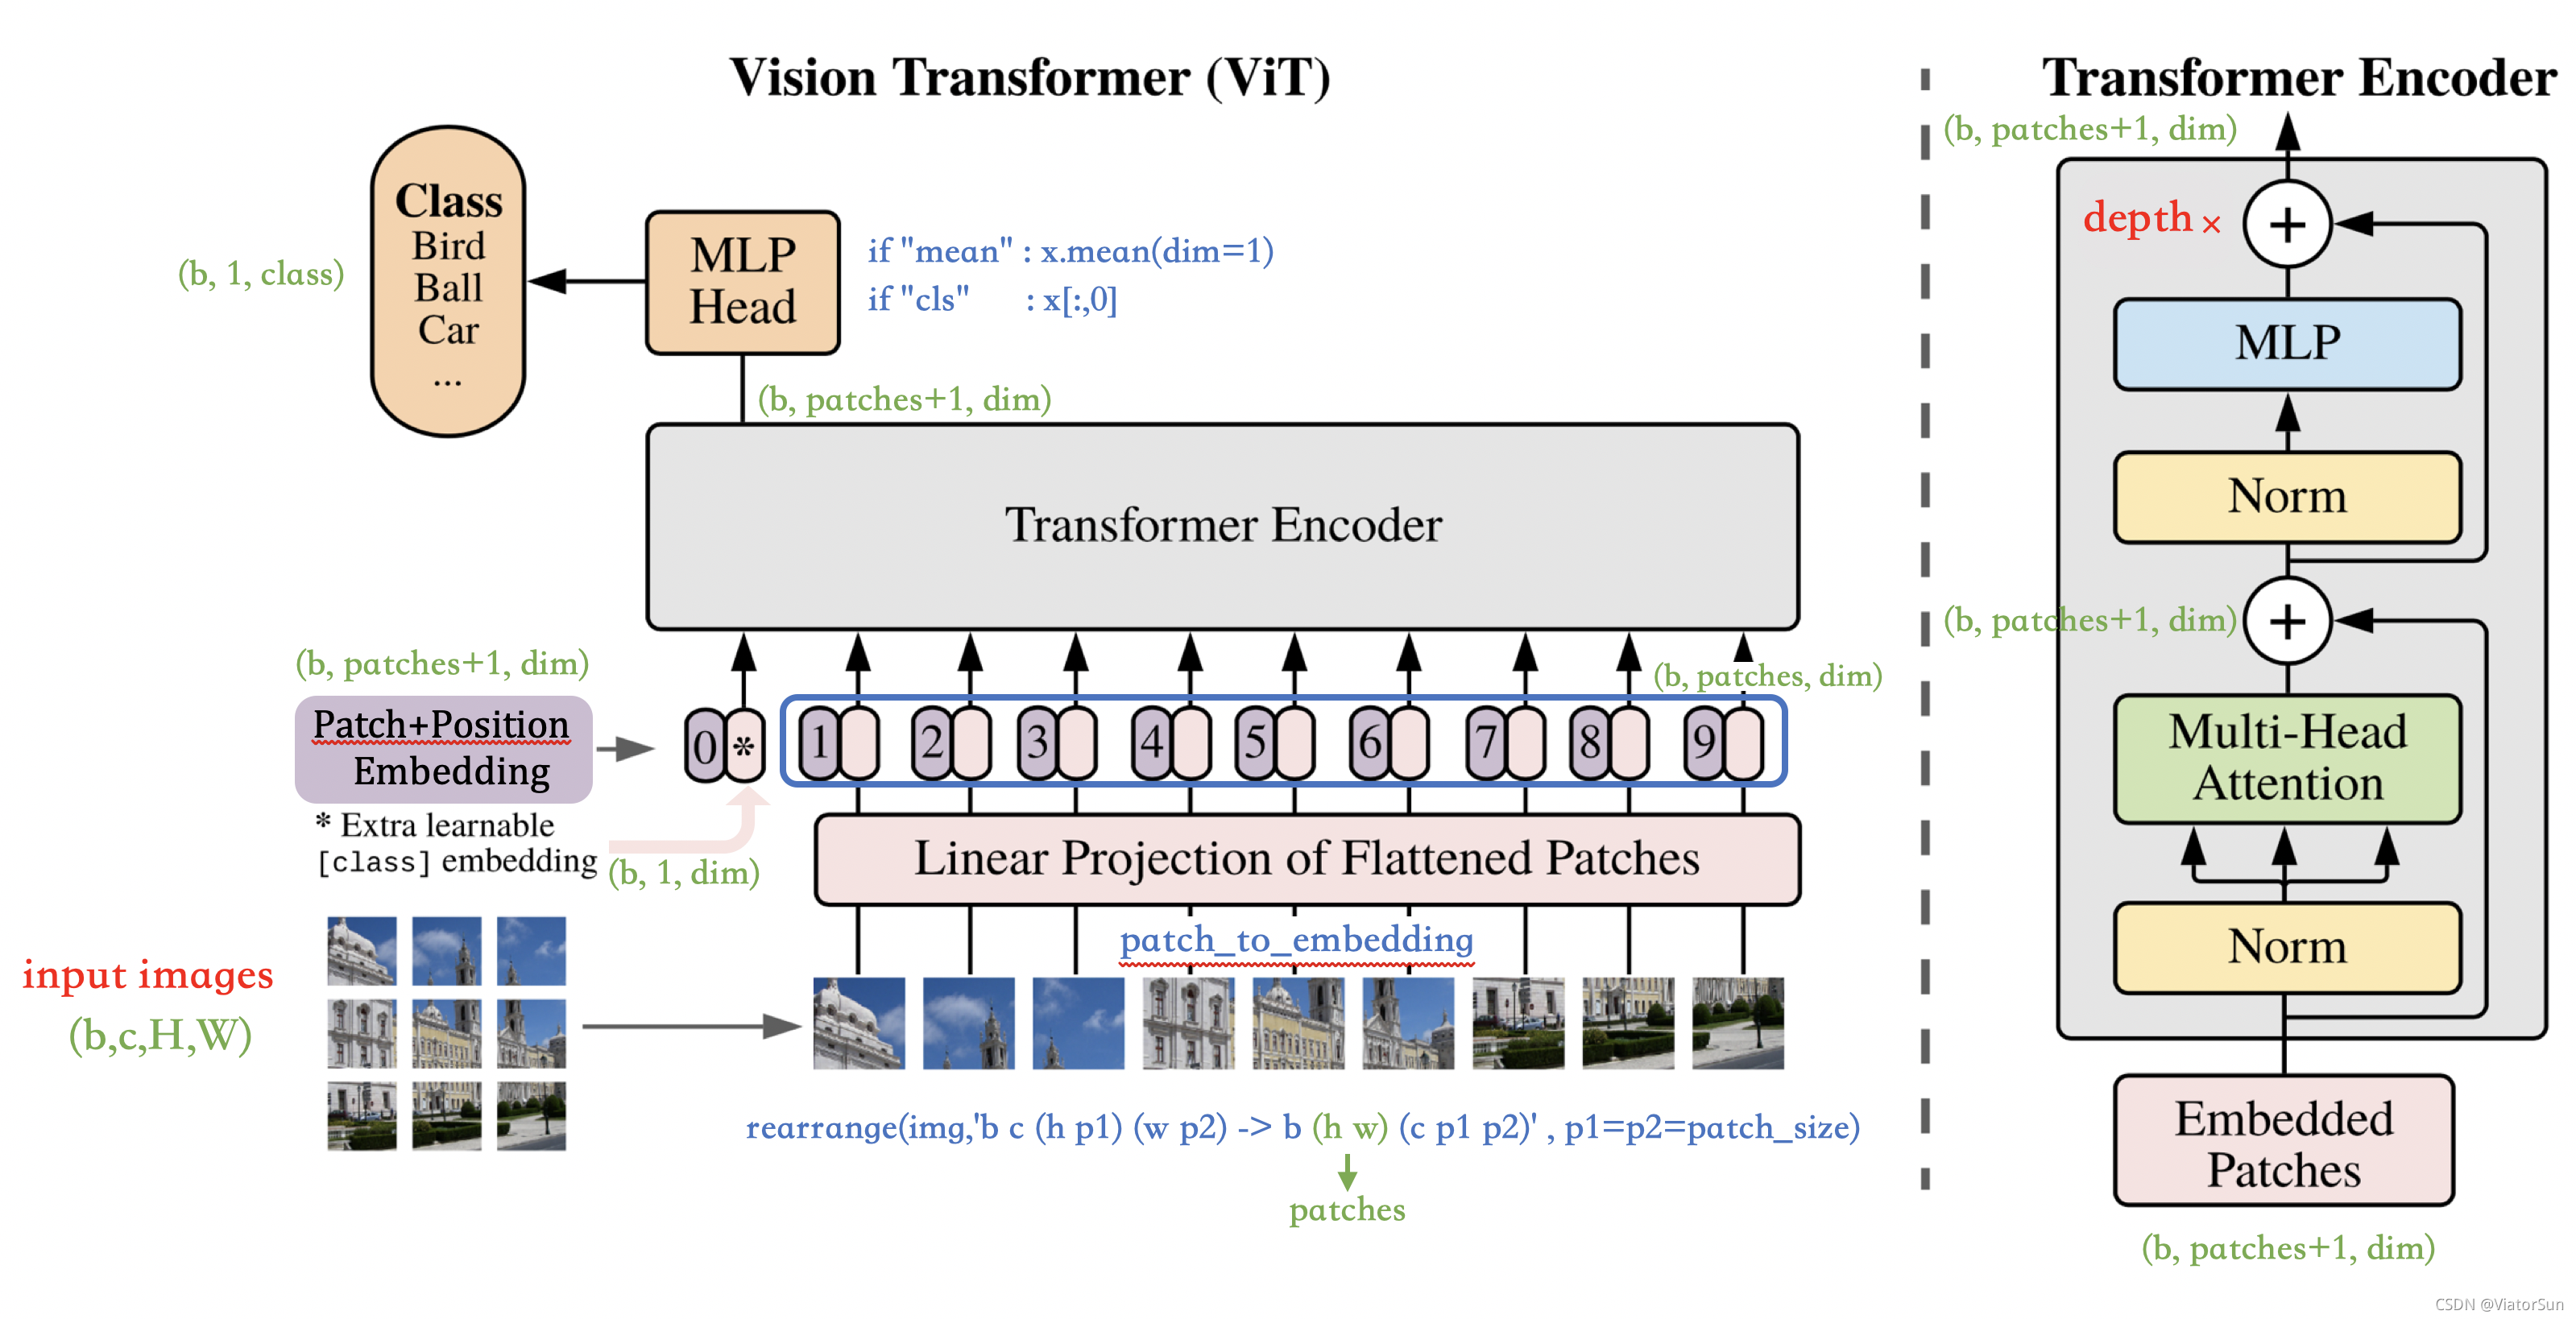 Vision Transformer (ViT)
Class
Bird
Ball
Car
...
(b, 1, class)
MLP
Head
if "mean" : x.mean(dim=1)
if "cls" : x[:,0]
(b, patches+1, dim)
Transformer Encoder
(b, patches+1, dim)
(b, patches, dim)
Patch+Position
Embedding
0 * 1 2 3 4 5 6 7 8 9
* Extra learnable
[class] embedding
(b, 1, dim)
Linear Projection of Flattened Patches
patch_to_embedding
input images
(b,c,H,W)
rearrange(img,'b c (h p1) (w p2) -> b (h w) (c p1 p2)' , p1=p2=patch_size)
patches
Transformer Encoder
(b, patches+1, dim)
depth ×
+
MLP
Norm
(b, patches+1, dim)
+
Multi-Head
Attention
Norm
Embedded
Patches
(b, patches+1, dim)
CSDN @ViatorSun